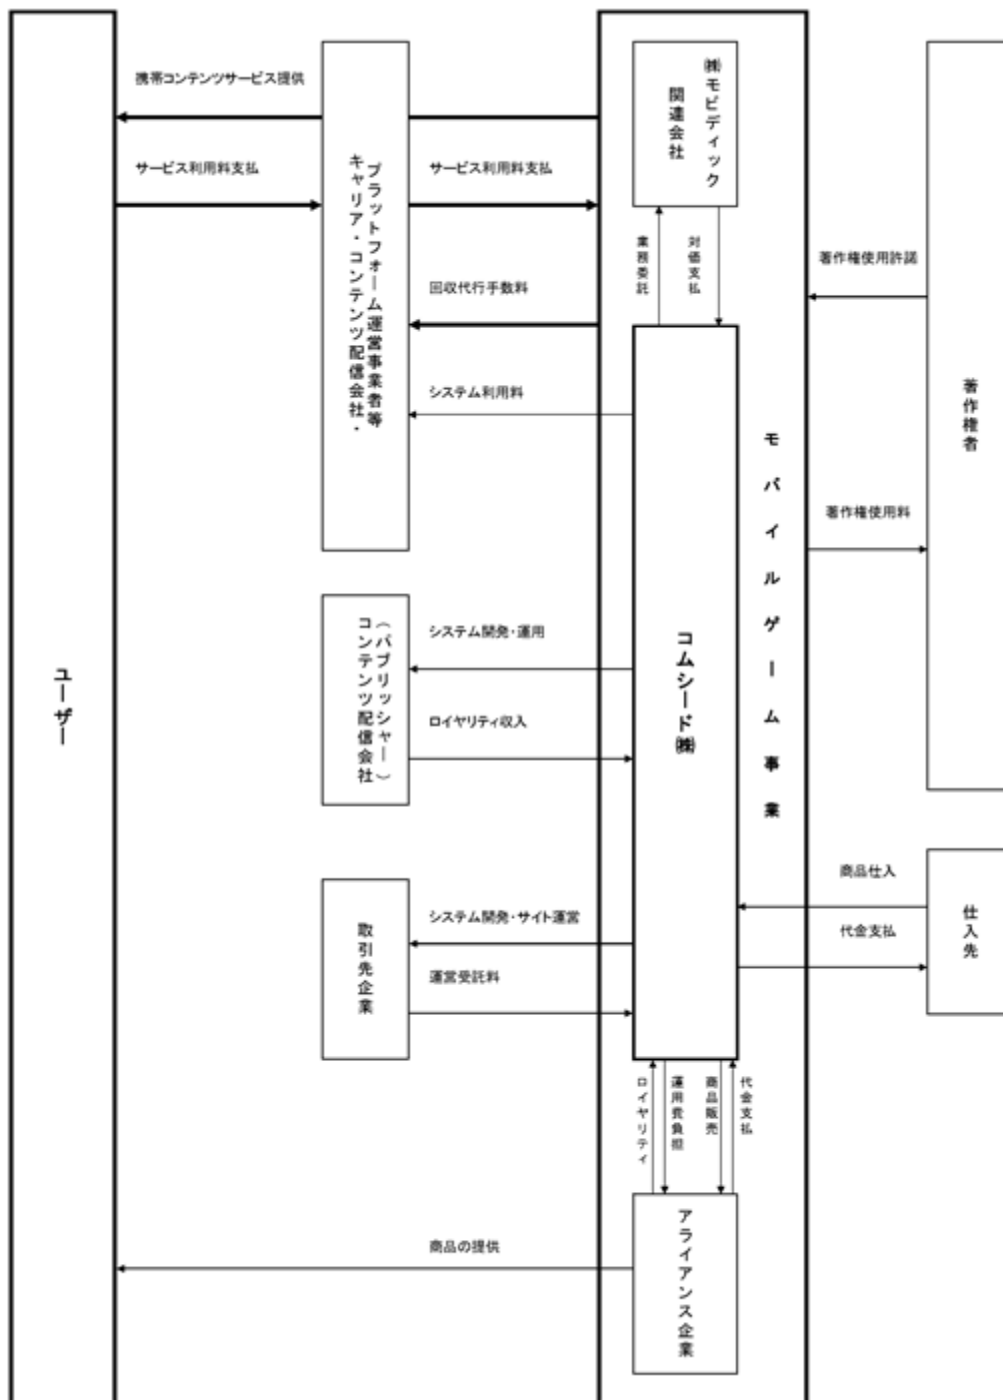 ユーザー
携帯コンテンツサービス提供
サービス利用料支払
プラットフォーム運営事業者等
キャリア・コンテンツ配信会社・
サービス利用料支払
回収代行手数料
システム利用料
(パブリッシャー)
コンテンツ配信会社
システム開発・運用
ロイヤリティ収入
取引先企業
システム開発・サイト運営
運営受託料
商品の提供
㈱モビディック
関連会社
業務委託
対価支払
コムシード㈱
モバイルゲーム事業
ロイヤリティ
運用費負担
商品販売
代金支払
アライアンス企業
著作権使用許諾
著作権使用料
著作権者
商品仕入
代金支払
仕入先